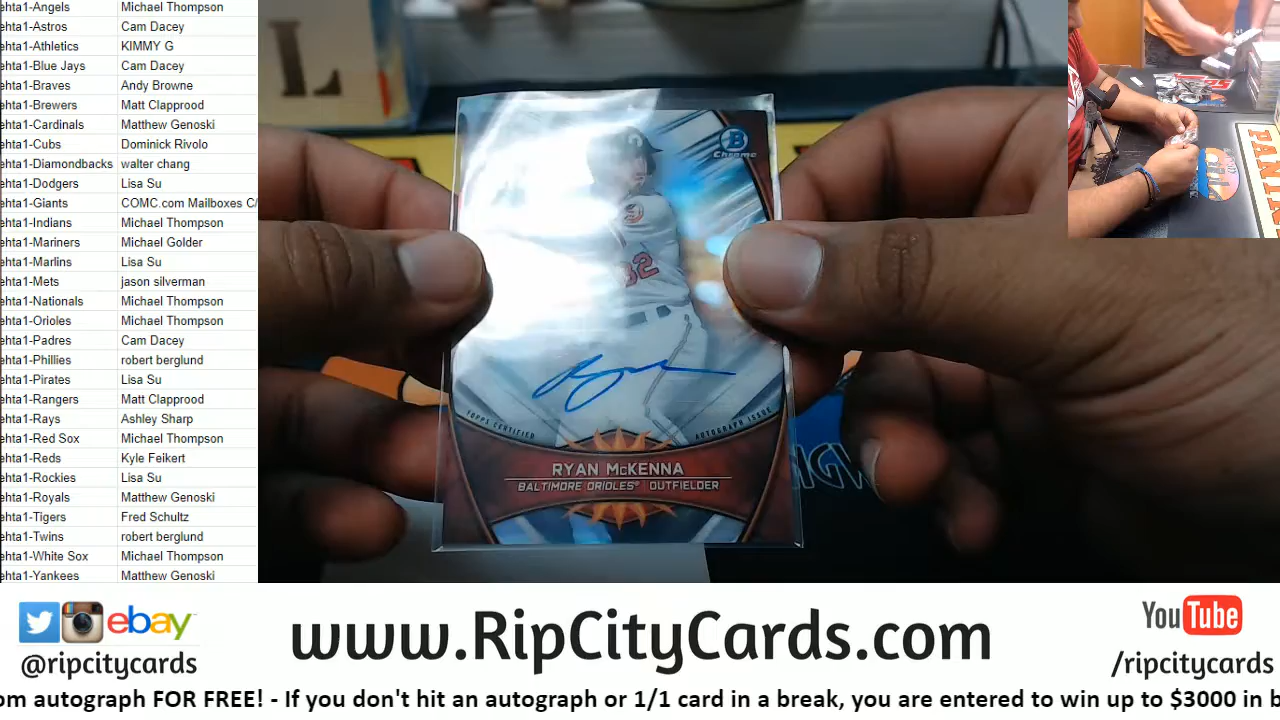 ehta1-Angels Michael Thompson
ehta1-Astros Cam Dacey
ehta1-Athletics KIMMY G
ehta1-Blue Jays Cam Dacey
ehta1-Braves Andy Browne
ehta1-Brewers Matt Clapprood
ehta1-Cardinals Matthew Genoski
ehta1-Cubs Dominick Rivolo
ehta1-Diamondbacks walter chang
ehta1-Dodgers Lisa Su
ehta1-Giants COMC.com Mailboxes C/
ehta1-Indians Michael Thompson
ehta1-Mariners Michael Golder
ehta1-Marlins Lisa Su
ehta1-Mets jason silverman
ehta1-Nationals Michael Thompson
ehta1-Orioles Michael Thompson
ehta1-Padres Cam Dacey
ehta1-Phillies robert berglund
ehta1-Pirates Lisa Su
ehta1-Rangers Matt Clapprood
ehta1-Rays Ashley Sharp
ehta1-Red Sox Michael Thompson
ehta1-Reds Kyle Feikert
ehta1-Rockies Lisa Su
ehta1-Royals Matthew Genoski
ehta1-Tigers Fred Schultz
ehta1-Twins robert berglund
ehta1-White Sox Michael Thompson
ehta1-Yankees Matthew Genoski
L
B
Chrome
32
TOPPS CERTIFIED AUTOGRAPH ISSUE
RYAN McKENNA
BALTIMORE ORIOLES® OUTFIELDER
PANINI
ebay
@ripcitycards
www.RipCityCards.com
YouTube
/ripcitycards
om autograph FOR FREE! - If you don't hit an autograph or 1/1 card in a break, you are entered to win up to $3000 in b